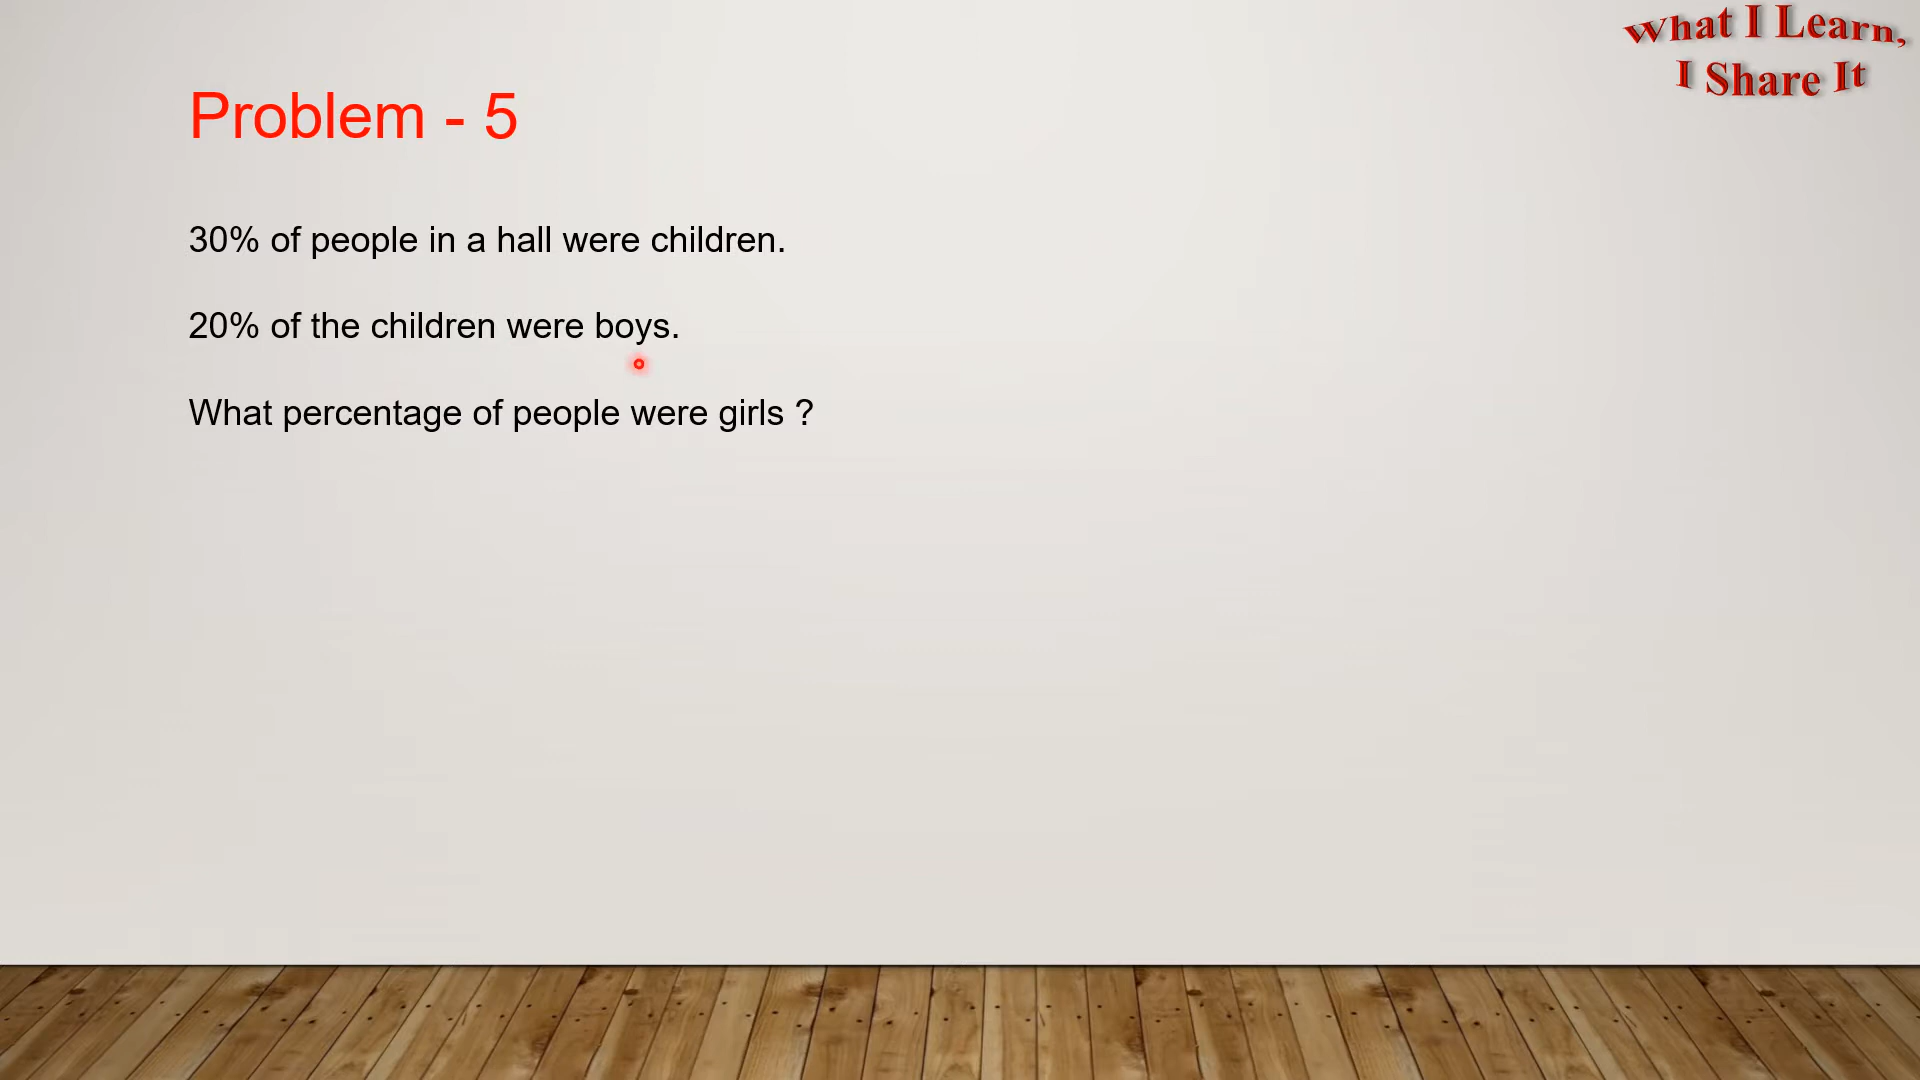 What I Learn,
I Share It
Problem - 5
30% of people in a hall were children.
20% of the children were boys.
What percentage of people were girls ?